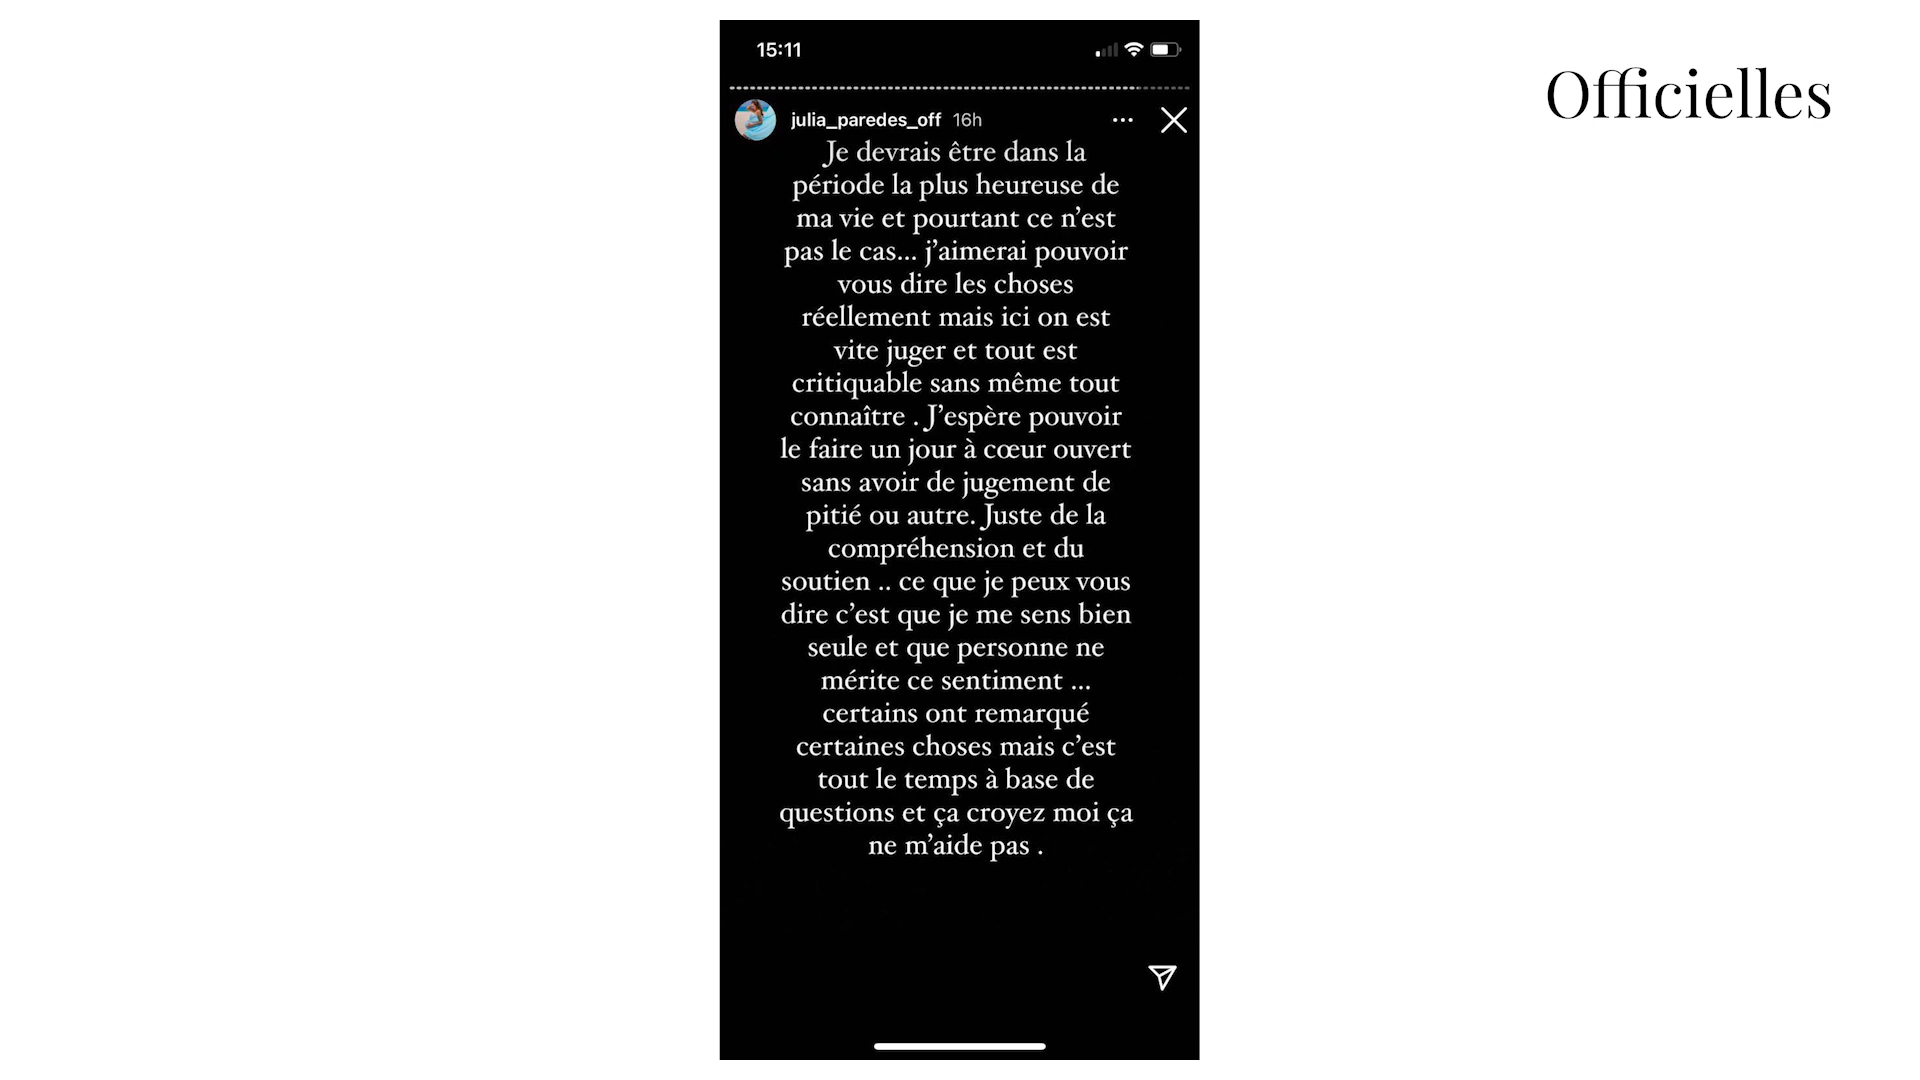 15:11
Officielles
julia_paredes_off 16h
Je devrais être dans la
période la plus heureuse de
ma vie et pourtant ce n’est
pas le cas... j’aimerai pouvoir
vous dire les choses
réellement mais ici on est
vite juger et tout est
critiquable sans même tout
connaître . J’espère pouvoir
le faire un jour à cœur ouvert
sans avoir de jugement de
pitié ou autre. Juste de la
compréhension et du
soutien .. ce que je peux vous
dire c’est que je me sens bien
seule et que personne ne
mérite ce sentiment ...
certains ont remarqué
certaines choses mais c’est
tout le temps à base de
questions et ça croyez moi ça
ne m’aide pas .